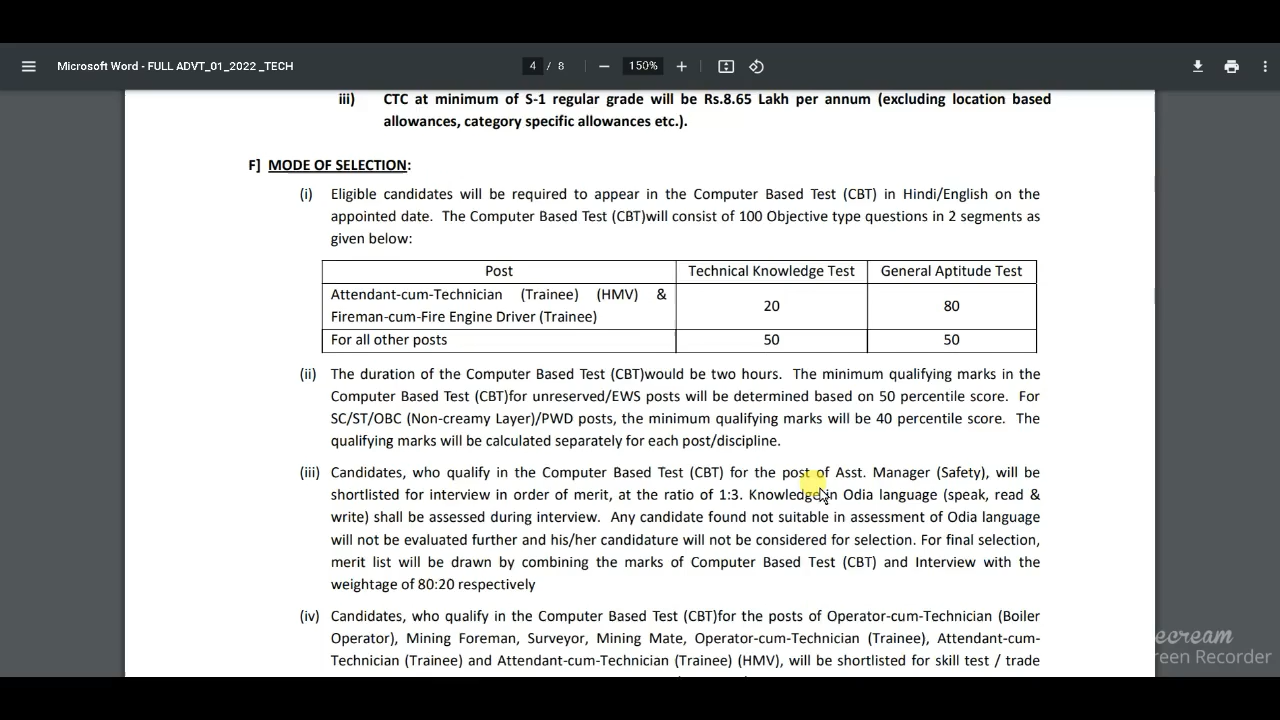 Microsoft Word - FULL ADVT_01_2022 _TECH
4 / 8
150%
iii) CTC at minimum of S-1 regular grade will be Rs.8.65 Lakh per annum (excluding location based
allowances, category specific allowances etc.).
F] MODE OF SELECTION:
(i) Eligible candidates will be required to appear in the Computer Based Test (CBT) in Hindi/English on the
appointed date. The Computer Based Test (CBT)will consist of 100 Objective type questions in 2 segments as
given below:
Post Technical Knowledge Test General Aptitude Test
Attendant-cum-Technician (Trainee) (HMV) &
Fireman-cum-Fire Engine Driver (Trainee)
20 80
For all other posts 50 50
(ii) The duration of the Computer Based Test (CBT)would be two hours. The minimum qualifying marks in the
Computer Based Test (CBT)for unreserved/EWS posts will be determined based on 50 percentile score. For
SC/ST/OBC (Non-creamy Layer)/PWD posts, the minimum qualifying marks will be 40 percentile score. The
qualifying marks will be calculated separately for each post/discipline.
(iii) Candidates, who qualify in the Computer Based Test (CBT) for the post of Asst. Manager (Safety), will be
shortlisted for interview in order of merit, at the ratio of 1:3. Knowledge in Odia language (speak, read &
write) shall be assessed during interview. Any candidate found not suitable in assessment of Odia language
will not be evaluated further and his/her candidature will not be considered for selection. For final selection,
merit list will be drawn by combining the marks of Computer Based Test (CBT) and Interview with the
weightage of 80:20 respectively
(iv) Candidates, who qualify in the Computer Based Test (CBT)for the posts of Operator-cum-Technician (Boiler
Operator), Mining Foreman, Surveyor, Mining Mate, Operator-cum-Technician (Trainee), Attendant-cum-
Technician (Trainee) and Attendant-cum-Technician (Trainee) (HMV), will be shortlisted for skill test / trade
ecream
reen Recorder